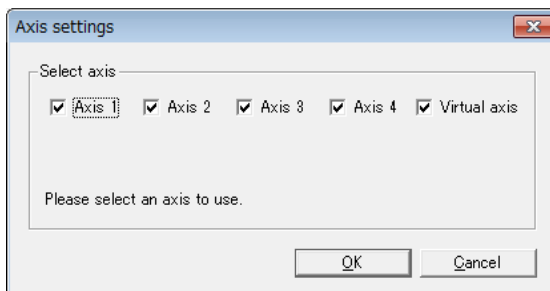 Axis settings
Select axis
Axis 1 Axis 2 Axis 3 Axis 4 Virtual axis
Please select an axis to use.
OK Cancel